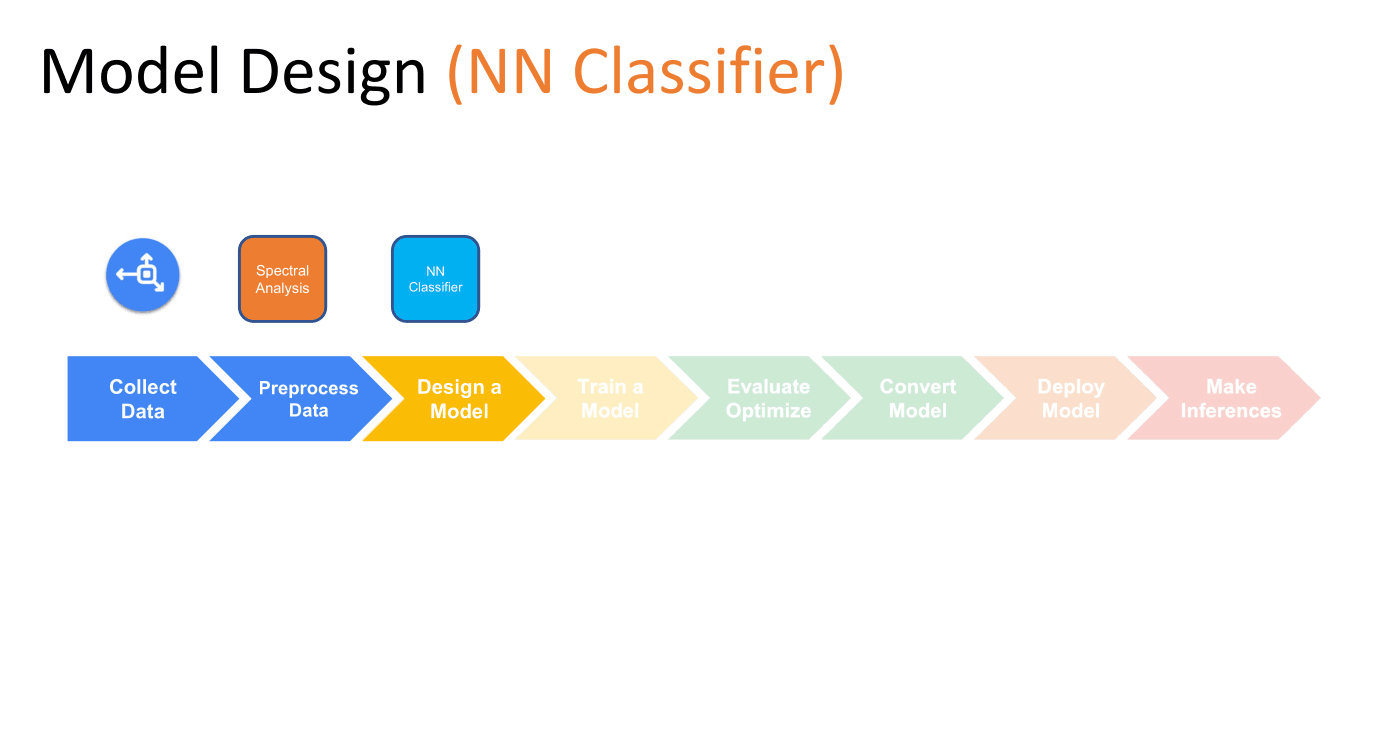 Model Design (NN Classifier)
Spectral
Analysis
NN
Classifier
Collect
Data
Preprocess
Data
Design a
Model
Train a
Model
Evaluate
Optimize
Convert
Model
Deploy
Model
Make
Inferences